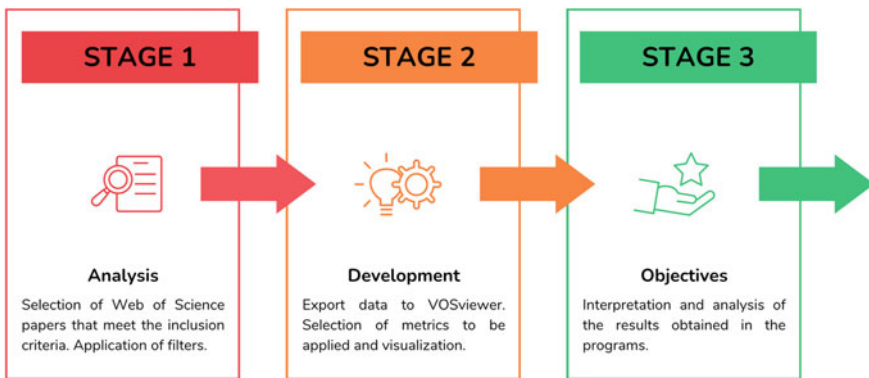 STAGE 1
Analysis
Selection of Web of Science
papers that meet the inclusion
criteria. Application of filters.
STAGE 2
Development
Export data to VOSviewer.
Selection of metrics to be
applied and visualization.
STAGE 3
Objectives
Interpretation and analysis of
the results obtained in the
programs.